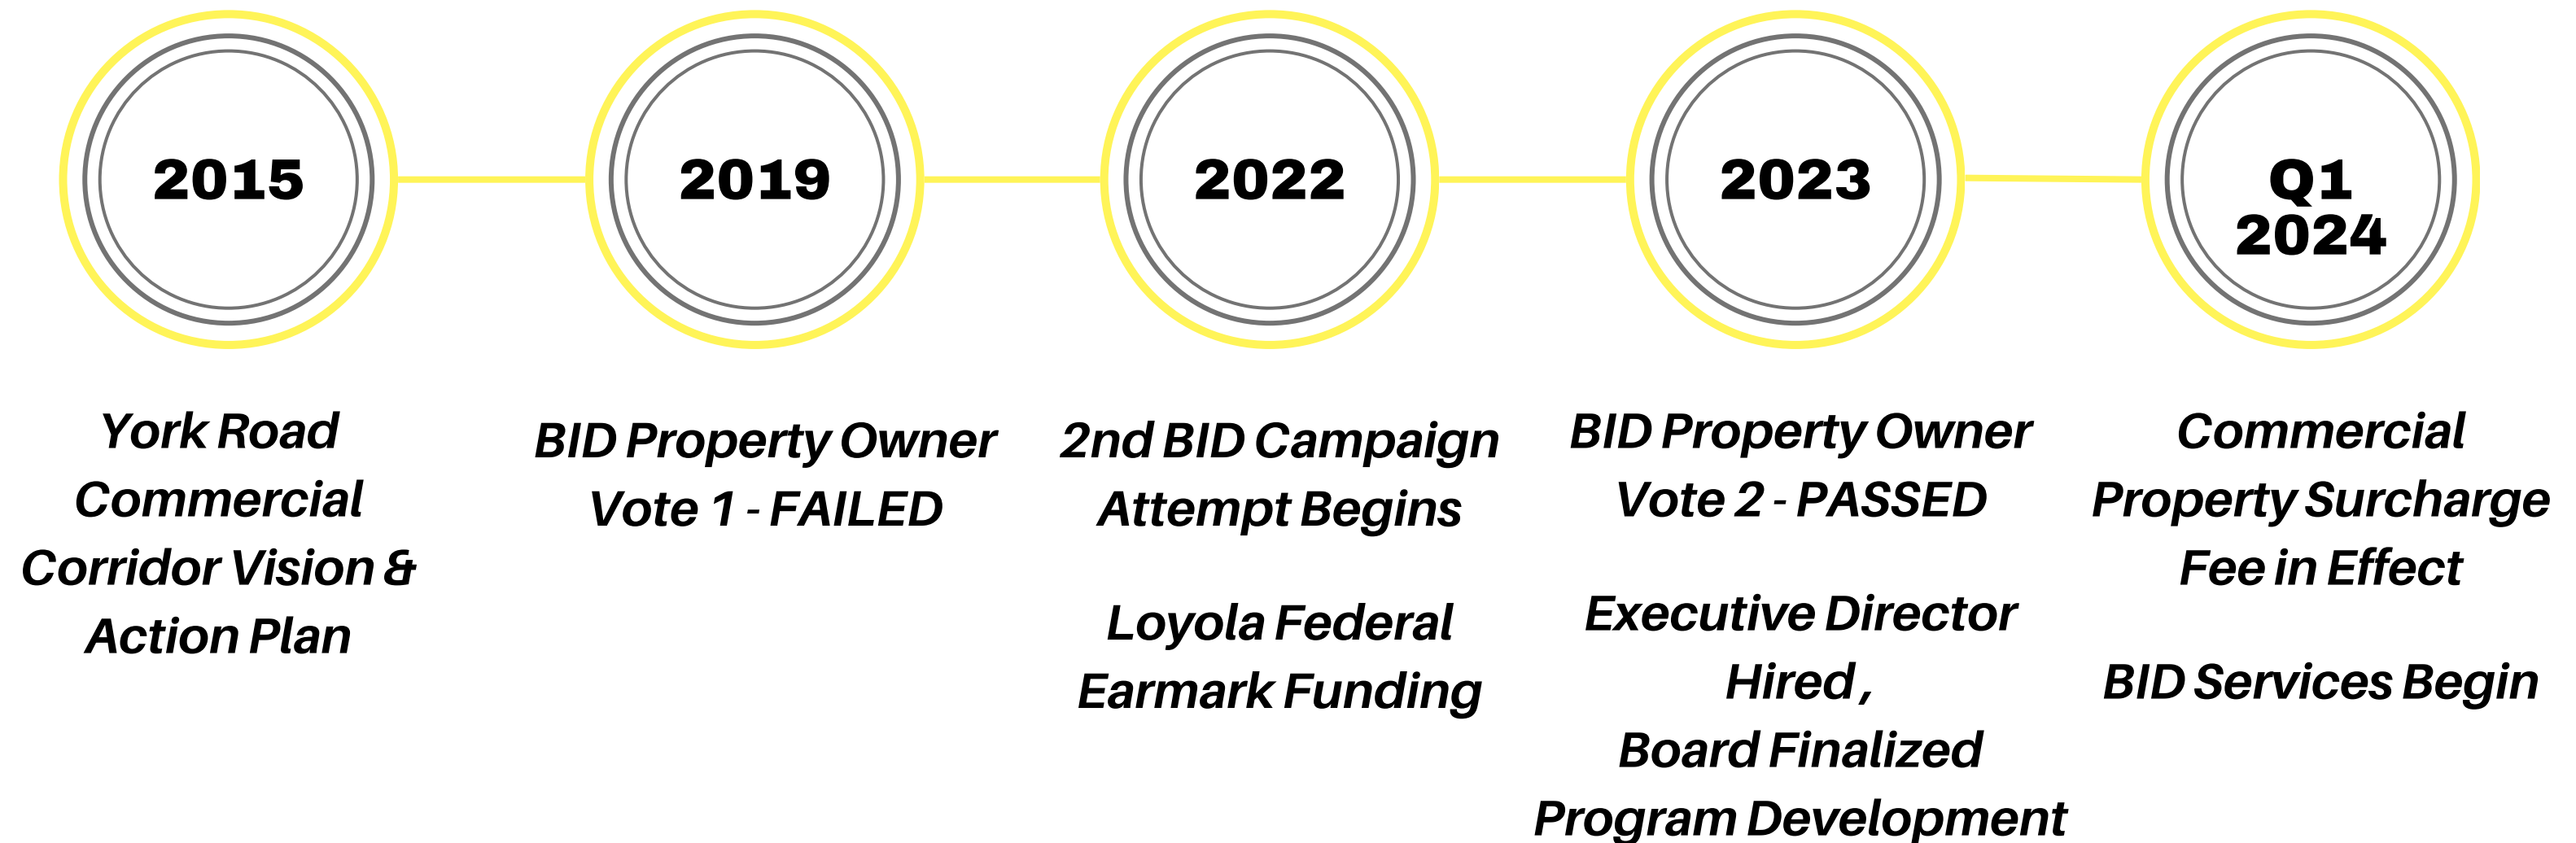 2015
York Road
Commercial
Corridor Vision &
Action Plan
2019
BID Property Owner
Vote 1 - FAILED
2022
2nd BID Campaign
Attempt Begins
Loyola Federal
Earmark Funding
2023
BID Property Owner
Vote 2 - PASSED
Executive Director
Hired ,
Board Finalized
Program Development
Q1
2024
Commercial
Property Surcharge
Fee in Effect
BID Services Begin